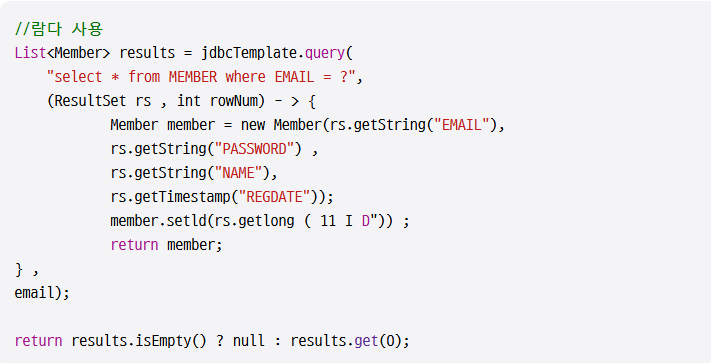 //람다 사용
List<Member> results = jdbcTemplate.query(
    "select * from MEMBER where EMAIL = ?",
    (ResultSet rs , int rowNum) - > {
            Member member = new Member(rs.getString("EMAIL"),
            rs.getString("PASSWORD") ,
            rs.getString("NAME"),
            rs.getTimestamp("REGDATE"));
            member.setld(rs.getlong ( 11 I D")) ;
            return member;
} ,
email);

return results.isEmpty() ? null : results.get(O);